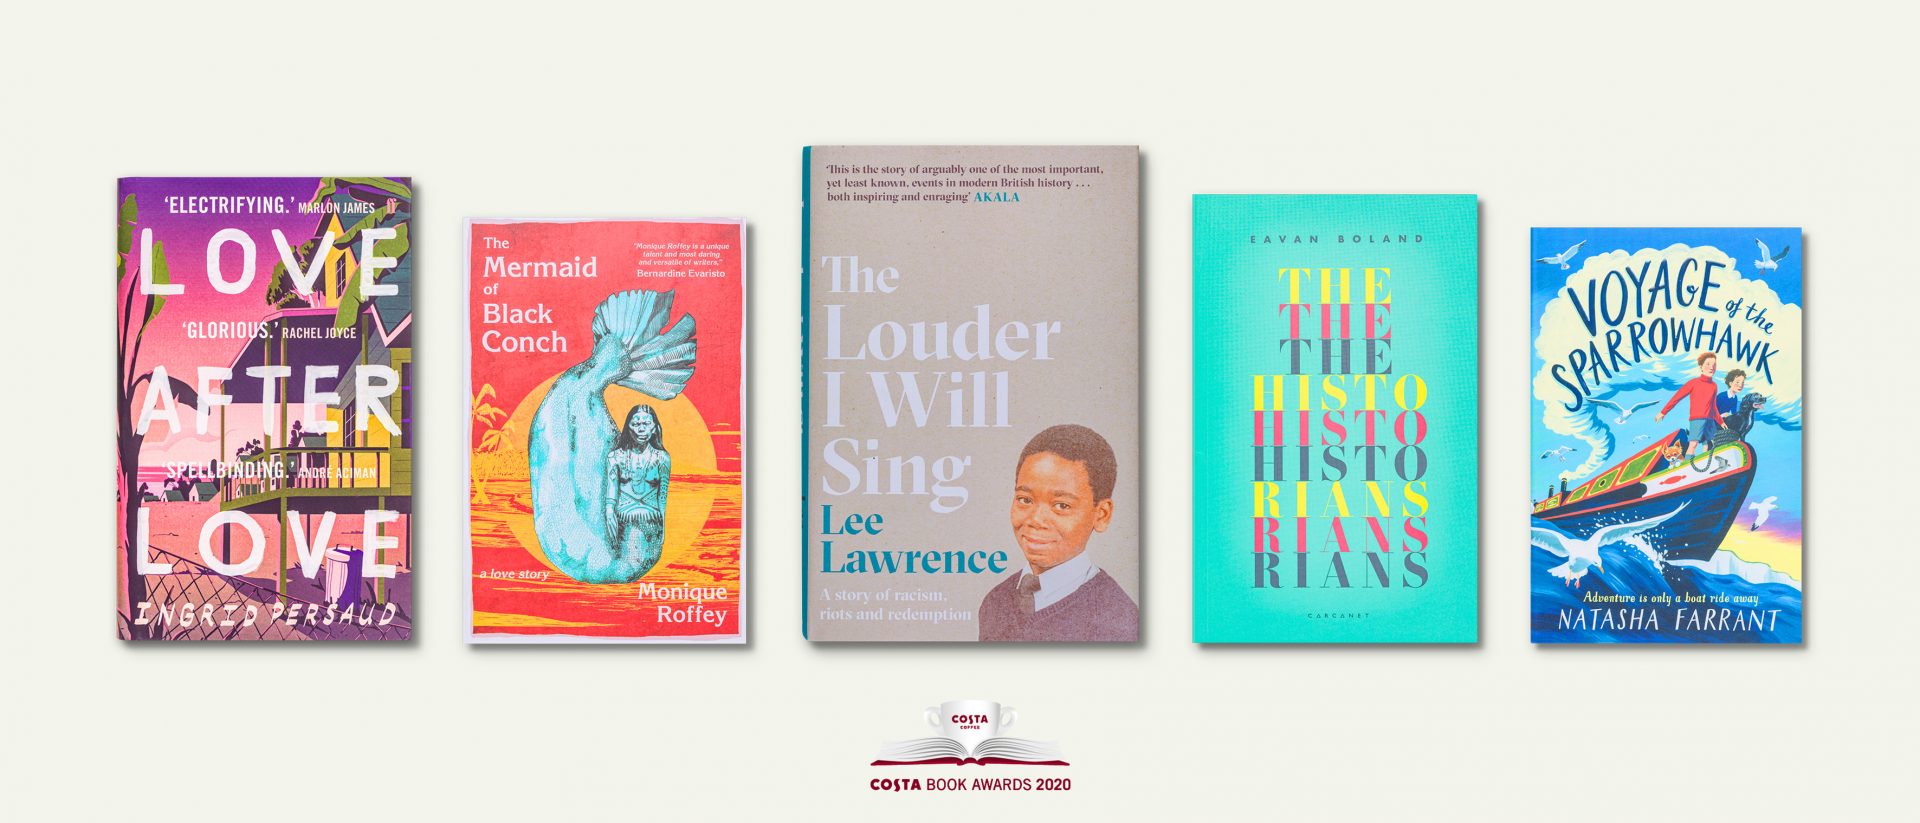 ‘ELECTRIFYING.’ MARLON JAMES
LOVE
‘GLORIOUS.’ RACHEL JOYCE
AFTER
‘SPELLBINDING.’ ANDRÉ ACIMAN
LOVE
INGRID PERSAUD
The
Mermaid
of
Black
Conch
"Monique Roffey is a unique
talent and most daring
and versatile of writers,"
Bernardine Evaristo
a love story
Monique
Roffey
‘This is the story of arguably one of the most important,
yet least known, events in modern British history . . .
both inspiring and enraging’ AKALA
The
Louder
I Will
Sing
Lee
Lawrence
A story of racism,
riots and redemption
EAVAN BOLAND
THE
THE
THE
HISTO
HISTO
HISTO
RIANS
RIANS
RIANS
CARCANET
VOYAGE
of the
SPARROWHAWK
Adventure is only a boat ride away
NATASHA FARRANT
COSTA
COFFEE
COSTA BOOK AWARDS 2020